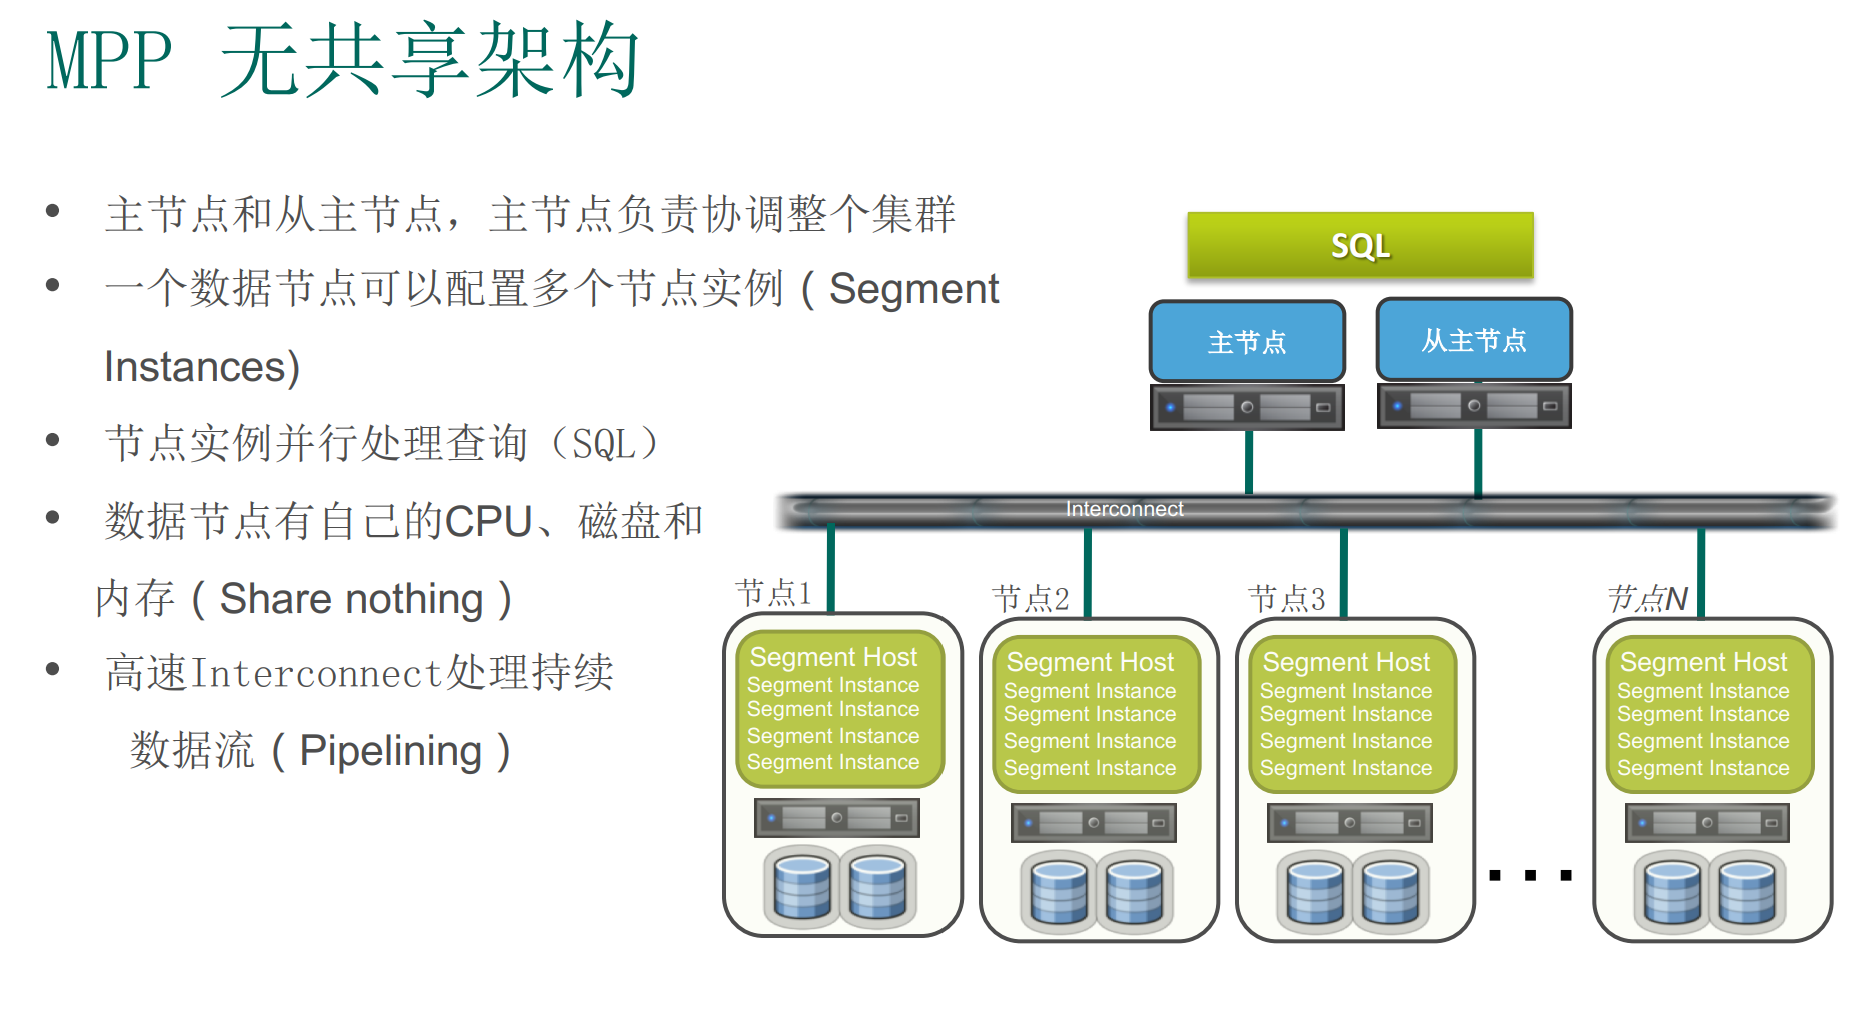 MPP 无共享架构
• 主节点和从主节点，主节点负责协调整个集群
• 一个数据节点可以配置多个节点实例 ( Segment
Instances)
• 节点实例并行处理查询（SQL）
• 数据节点有自己的CPU、磁盘和
内存 ( Share nothing )
• 高速Interconnect处理持续
数据流 ( Pipelining )
SQL
主节点
从主节点
Interconnect
节点1
Segment Host
Segment Instance
Segment Instance
Segment Instance
Segment Instance
节点2
Segment Host
Segment Instance
Segment Instance
Segment Instance
Segment Instance
节点3
Segment Host
Segment Instance
Segment Instance
Segment Instance
Segment Instance
...
节点N
Segment Host
Segment Instance
Segment Instance
Segment Instance
Segment Instance